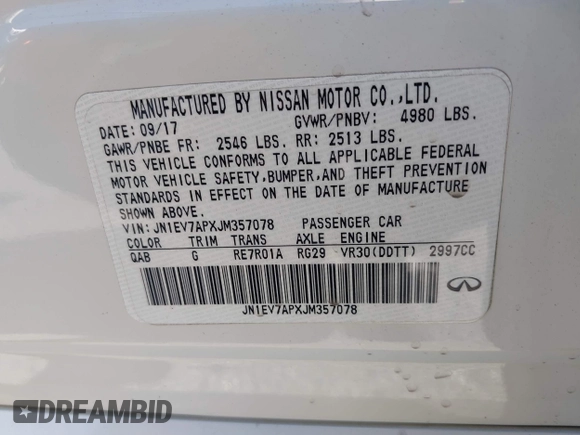 MANUFACTURED BY NISSAN MOTOR CO.,LTD.
DATE: 09/17 GVWR/PNBV: 4980 LBS.
GAWR/PNBE FR: 2546 LBS. RR: 2513 LBS.
THIS VEHICLE CONFORMS TO ALL APPLICABLE FEDERAL
MOTOR VEHICLE SAFETY,BUMPER,AND THEFT PREVENTION
STANDARDS IN EFFECT ON THE DATE OF MANUFACTURE
SHOWN ABOVE.
VIN: JN1EV7APXJM357078 PASSENGER CAR
COLOR TRIM TRANS AXLE ENGINE
QAB G RE7R01A RG29 VR30(DDTT) 2997CC
JN1EV7APXJM357078
INFINITI
DREAMBID